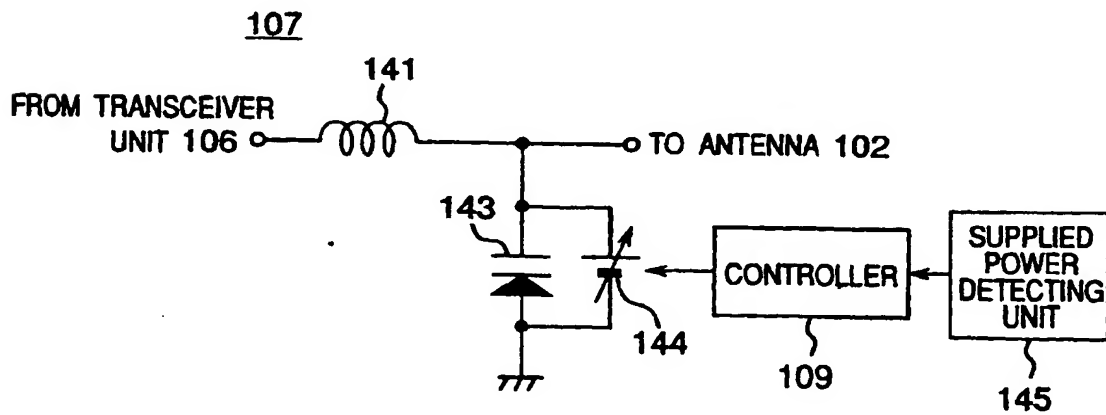 107
141
FROM TRANSCEIVER
UNIT 106
TO ANTENNA 102
143
144
CONTROLLER
109
SUPPLIED
POWER
DETECTING
UNIT
145